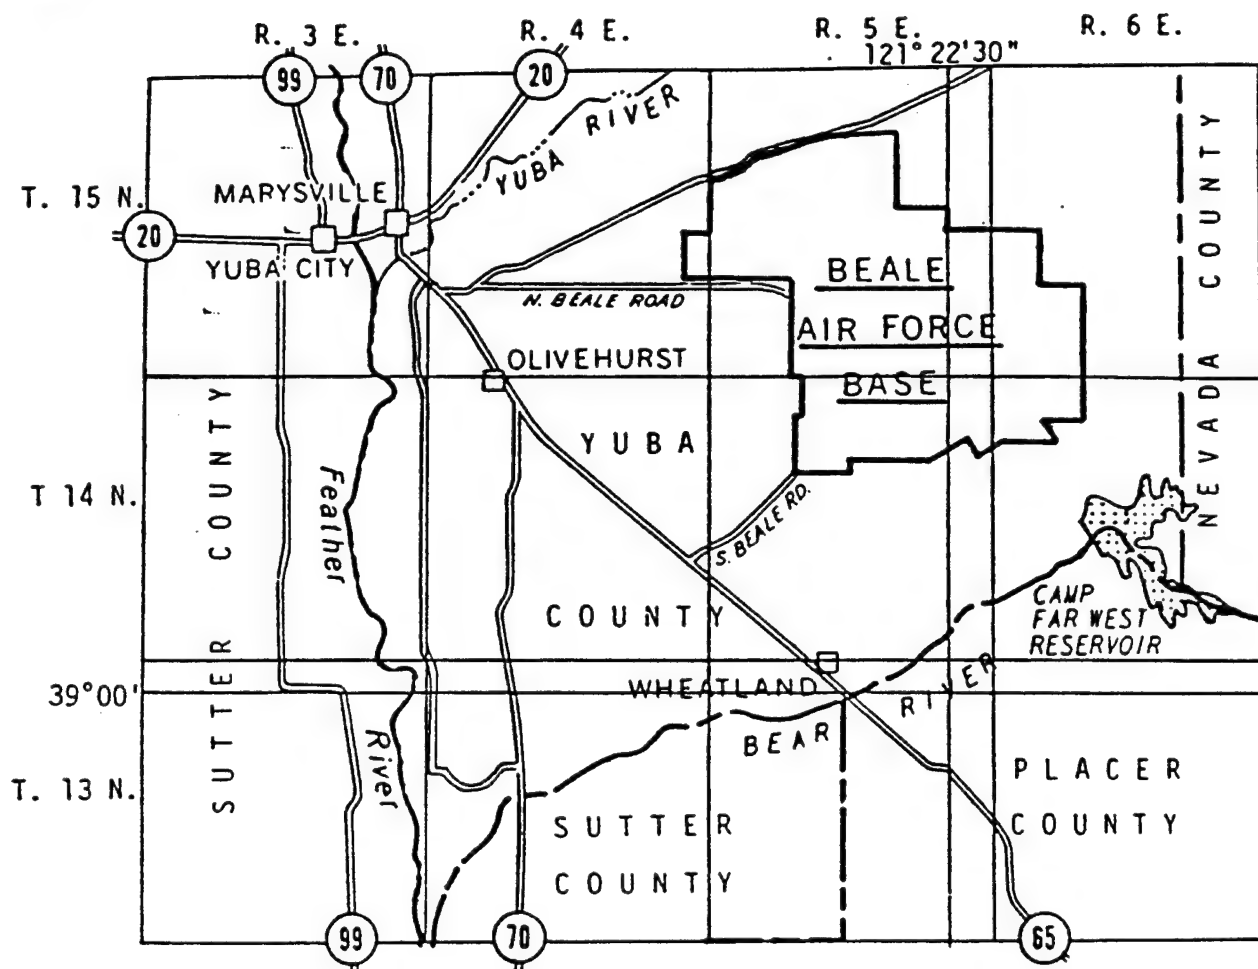 R. 3 E.
R. 4 E.
R. 5 E.
R. 6 E.
121° 22'30"
99
70
20
YUBA RIVER
T. 15 N.
MARYSVILLE
20
YUBA CITY
N. BEALE ROAD
BEALE
AIR FORCE
BASE
NEVADA COUNTY
OLIVEHURST
SUTTER COUNTY
YUBA
COUNTY
T 14 N.
Feather
River
S. BEALE RD.
CAMP
FAR WEST
RESERVOIR
39°00'
WHEATLAND
BEAR RIVER
T. 13 N.
SUTTER
COUNTY
PLACER
COUNTY
99
70
65